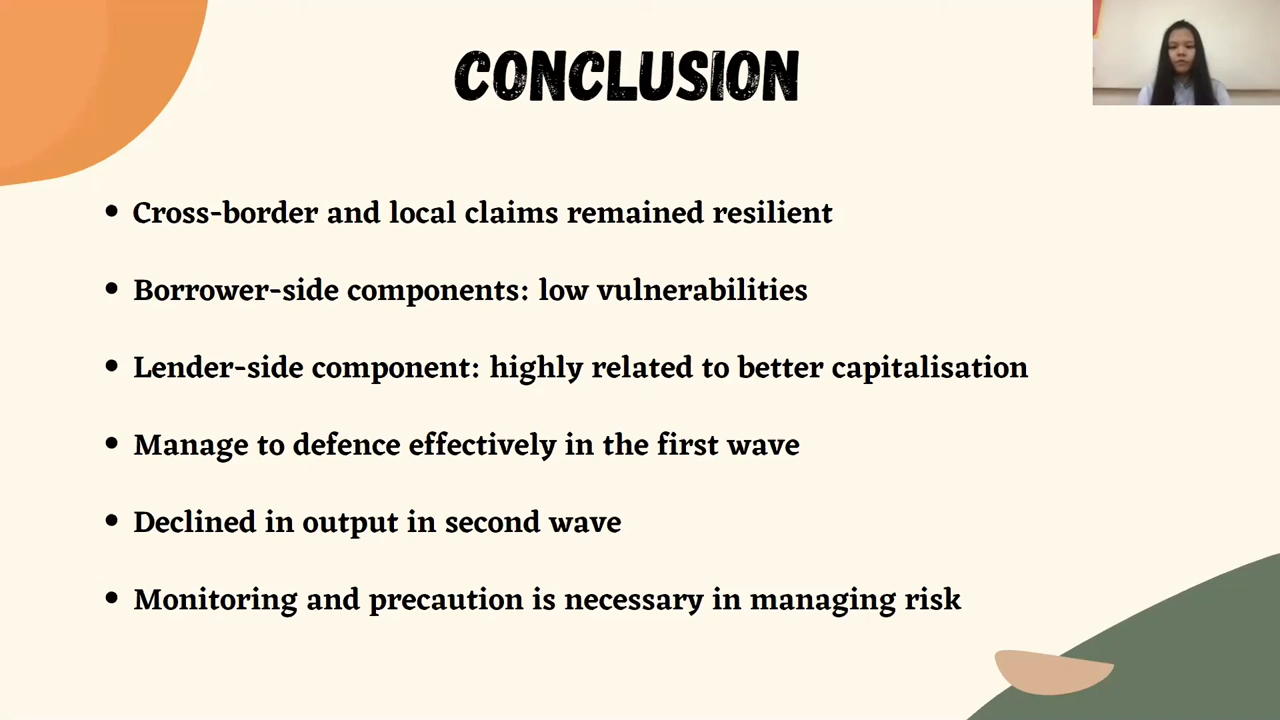 CONCLUSION
• Cross-border and local claims remained resilient
• Borrower-side components: low vulnerabilities
• Lender-side component: highly related to better capitalisation
• Manage to defence effectively in the first wave
• Declined in output in second wave
• Monitoring and precaution is necessary in managing risk